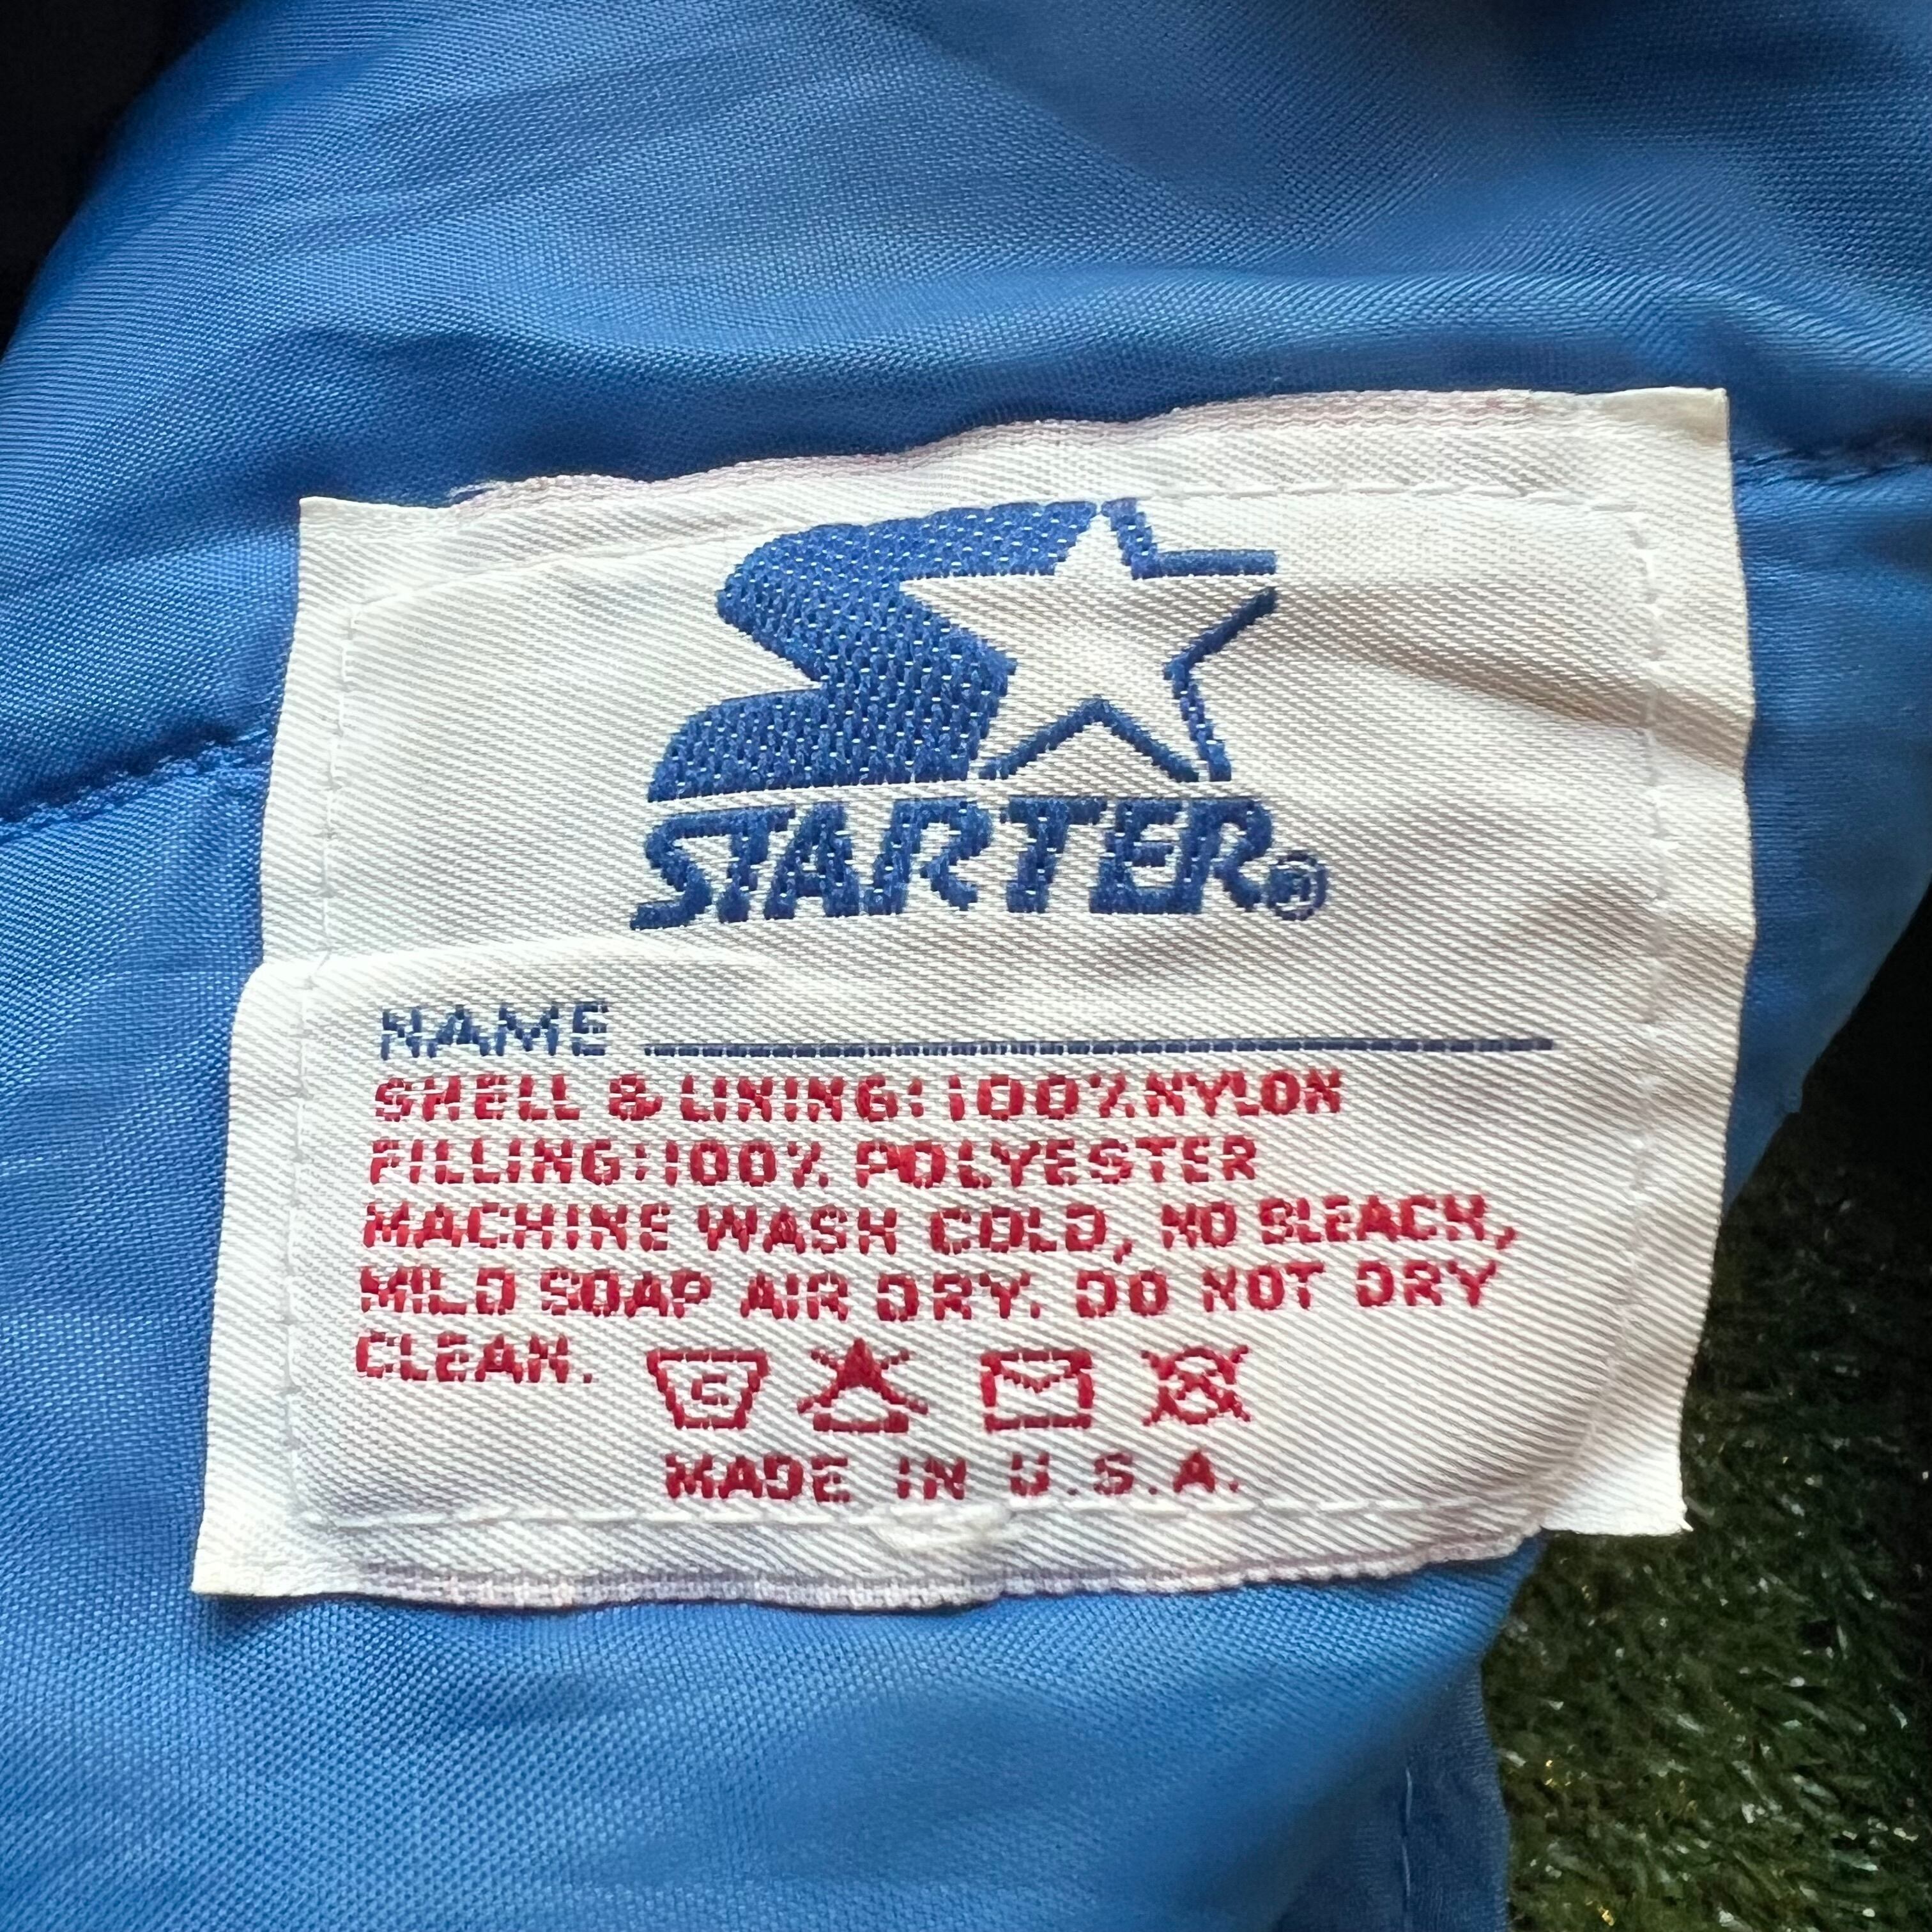 STARTER®
NAME
SHELL & LINING: 100% NYLON
FILLING: 100% POLYESTER
MACHINE WASH COLD, NO BLEACH,
MILD SOAP AIR DRY. DO NOT DRY
CLEAN.
C
MADE IN U.S.A.